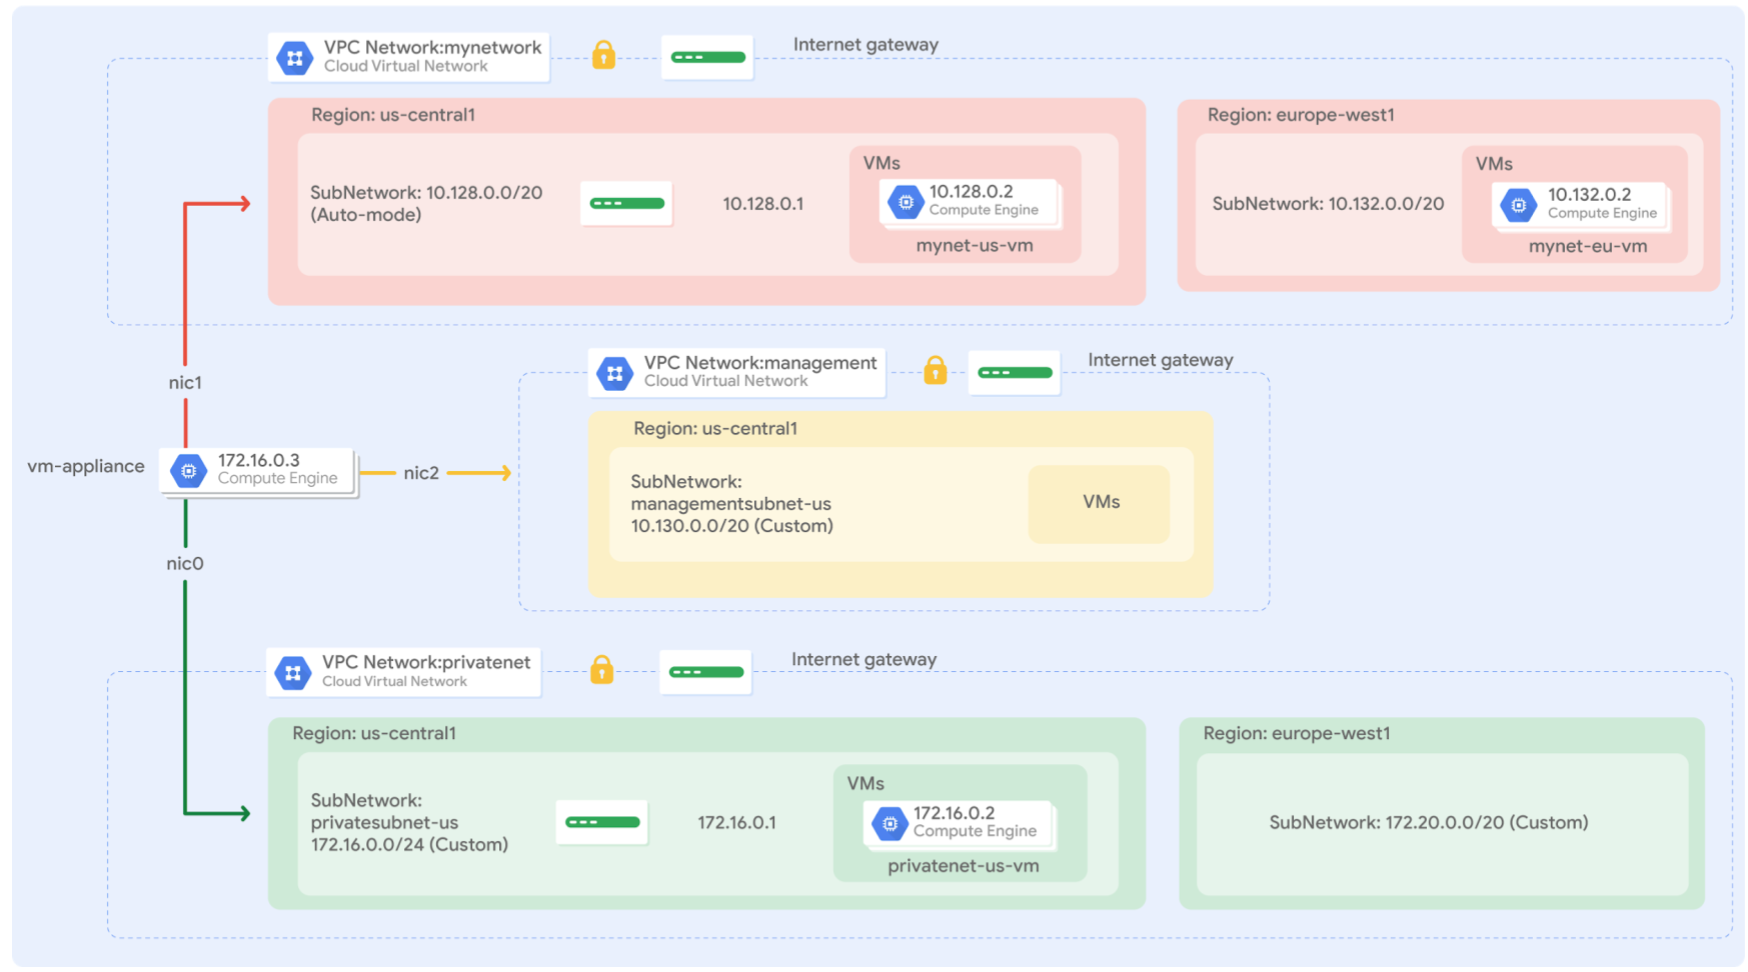 VPC Network:mynetwork
Cloud Virtual Network
Internet gateway
Region: us-central1
SubNetwork: 10.128.0.0/20
(Auto-mode)
10.128.0.1
VMs
10.128.0.2
Compute Engine
mynet-us-vm
Region: europe-west1
SubNetwork: 10.132.0.0/20
VMs
10.132.0.2
Compute Engine
mynet-eu-vm
nic1
vm-appliance
172.16.0.3
Compute Engine
nic2
nic0
VPC Network:management
Cloud Virtual Network
Internet gateway
Region: us-central1
SubNetwork:
managementsubnet-us
10.130.0.0/20 (Custom)
VMs
VPC Network:privatenet
Cloud Virtual Network
Internet gateway
Region: us-central1
SubNetwork:
privatesubnet-us
172.16.0.0/24 (Custom)
172.16.0.1
VMs
172.16.0.2
Compute Engine
privatenet-us-vm
Region: europe-west1
SubNetwork: 172.20.0.0/20 (Custom)